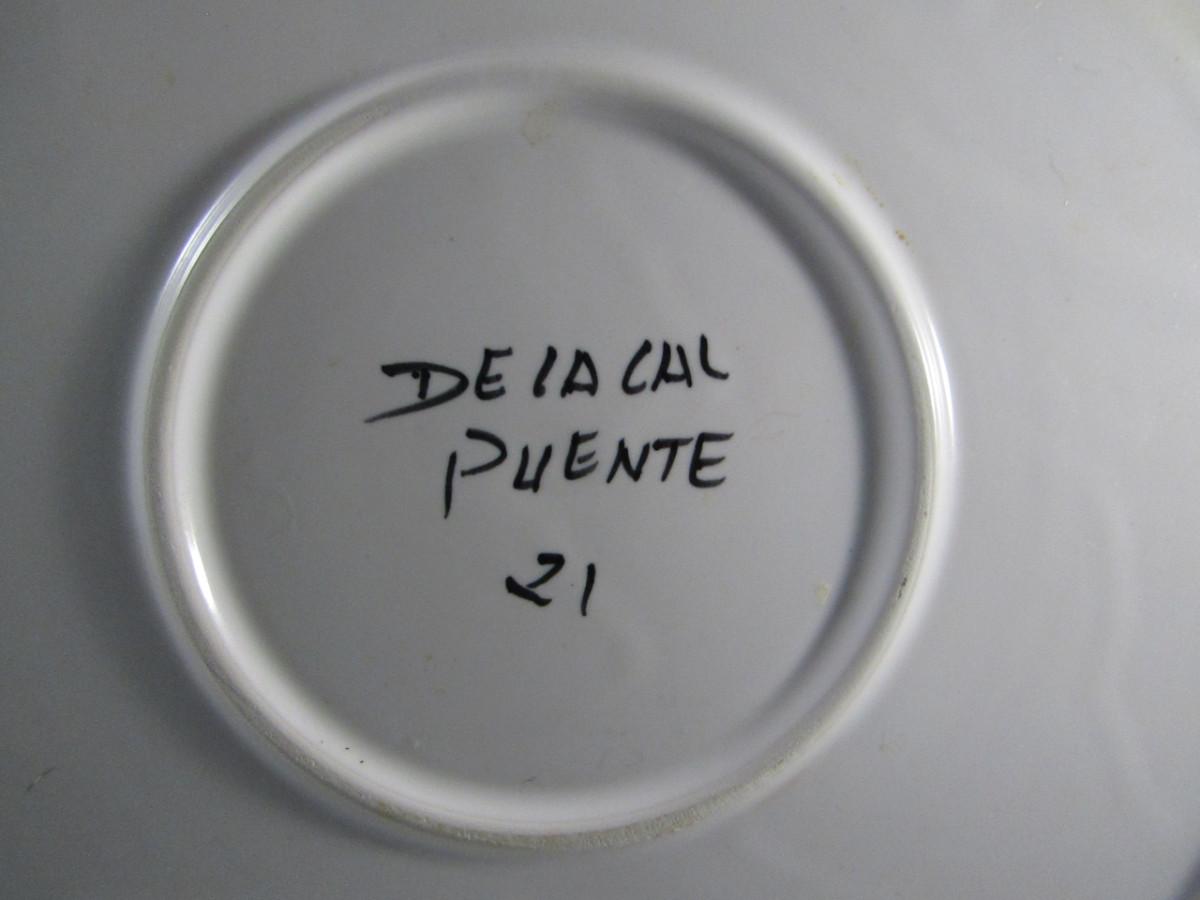 DE LA CAL
PUENTE
21